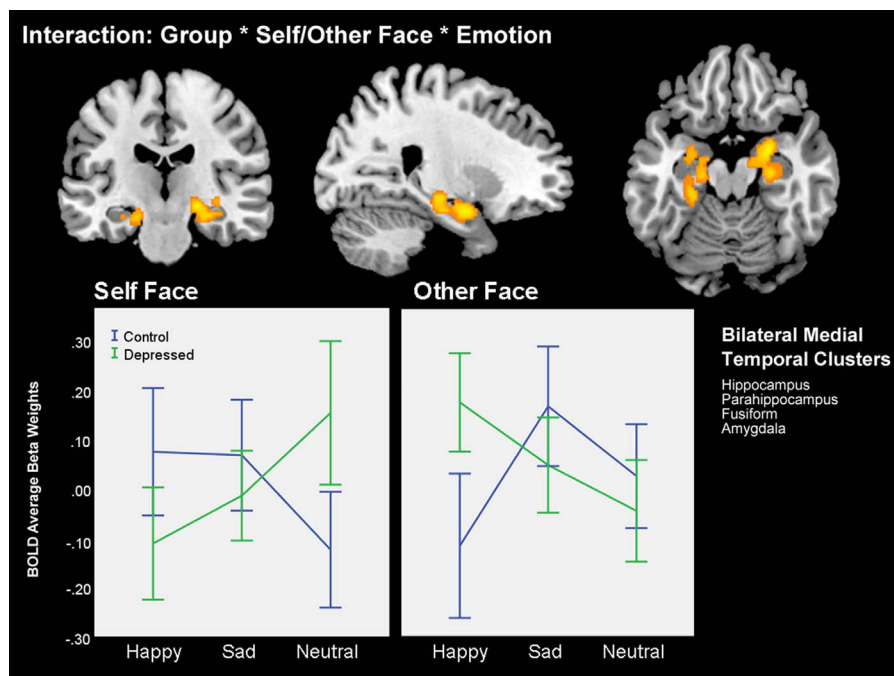 Interaction: Group * Self/Other Face * Emotion
Self Face
Other Face
Control
Depressed
BOLD Average Beta Weights
.30
.20
.10
.00
-.10
-.20
-.30
Happy
Sad
Neutral
Happy
Sad
Neutral
Bilateral Medial
Temporal Clusters
Hippocampus
Parahippocampus
Fusiform
Amygdala